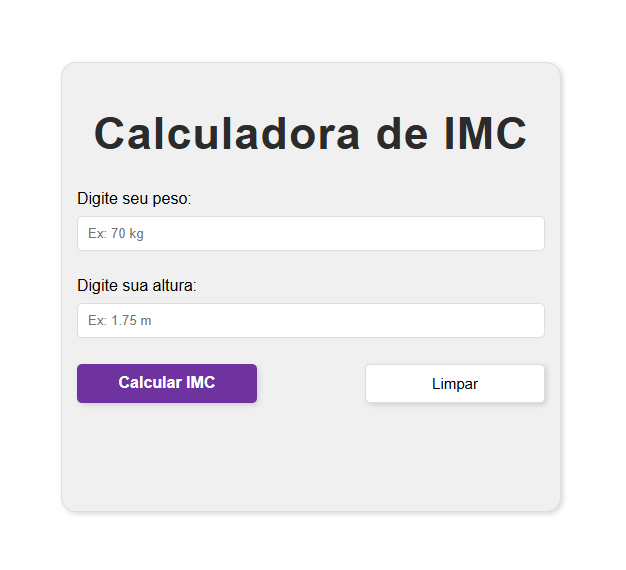 Calculadora de IMC
Digite seu peso:
Ex: 70 kg
Digite sua altura:
Ex: 1.75 m
Calcular IMC
Limpar